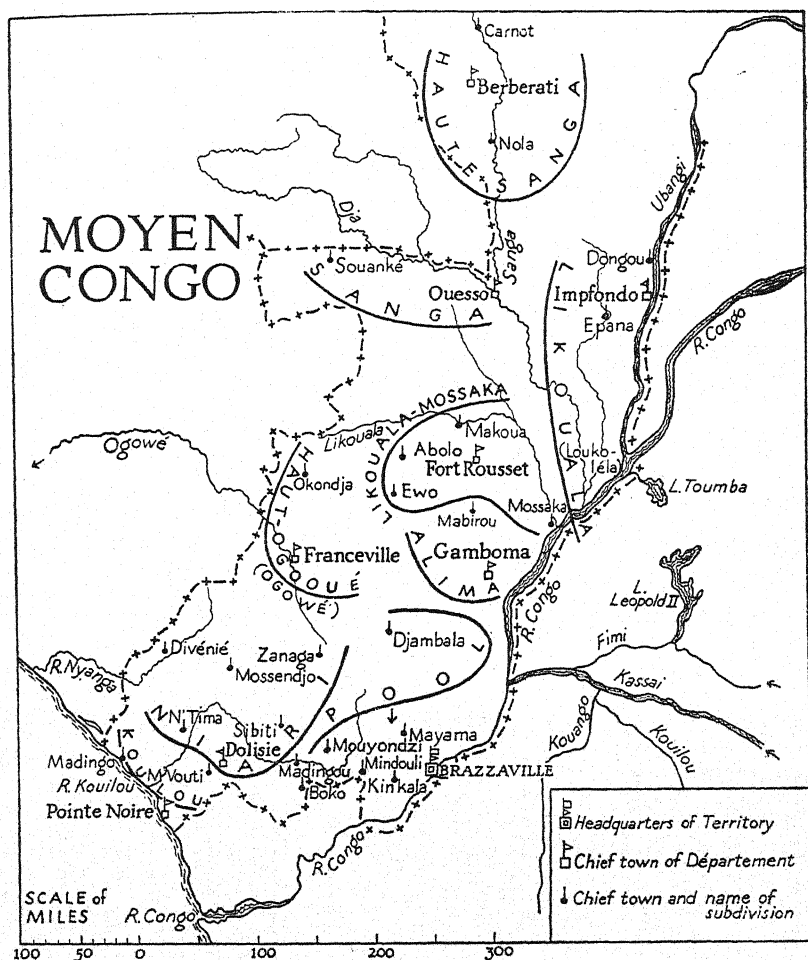 Carnot
HAUTE SANGA
Berberati
Nola
Dja
Ubangi
MOYEN
CONGO
Souanké
Sanga
Dongou
SANGA
Ouesso
Impfondo
Epana
LIKOUALA
R. Congo
LIKOUALA-MOSSAKA
Likouala
Makoua
Ogowé
HAUT-OGOOUÉ
(OGOWÉ)
Okondja
Abolo
Fort Rousset
(Louko-
léla)
L. Toumba
Ewo
Mabirou
Mossaka
Franceville
ALIMA
Gamboma
R. Congo
L.
Leopold II
Djambala
Fimi
Divénié
Zanaga
Mossendjo
R. Nyanga
Kassai
POOL
NIARI
N'Tima
Sibiti
Kouango
Kouilou
Mayama
Dolisie
Mouyondzi
Madingo
KOUILOU
M'Vouti
Madingou
Mindouli
BRAZZAVILLE
R. Kouilou
Boko
Kinkala
Pointe Noire
R. Congo
Headquarters of Territory
Chief town of Département
Chief town and name of
subdivision
SCALE of
MILES
R. Congo
100 50 0 100 200 300